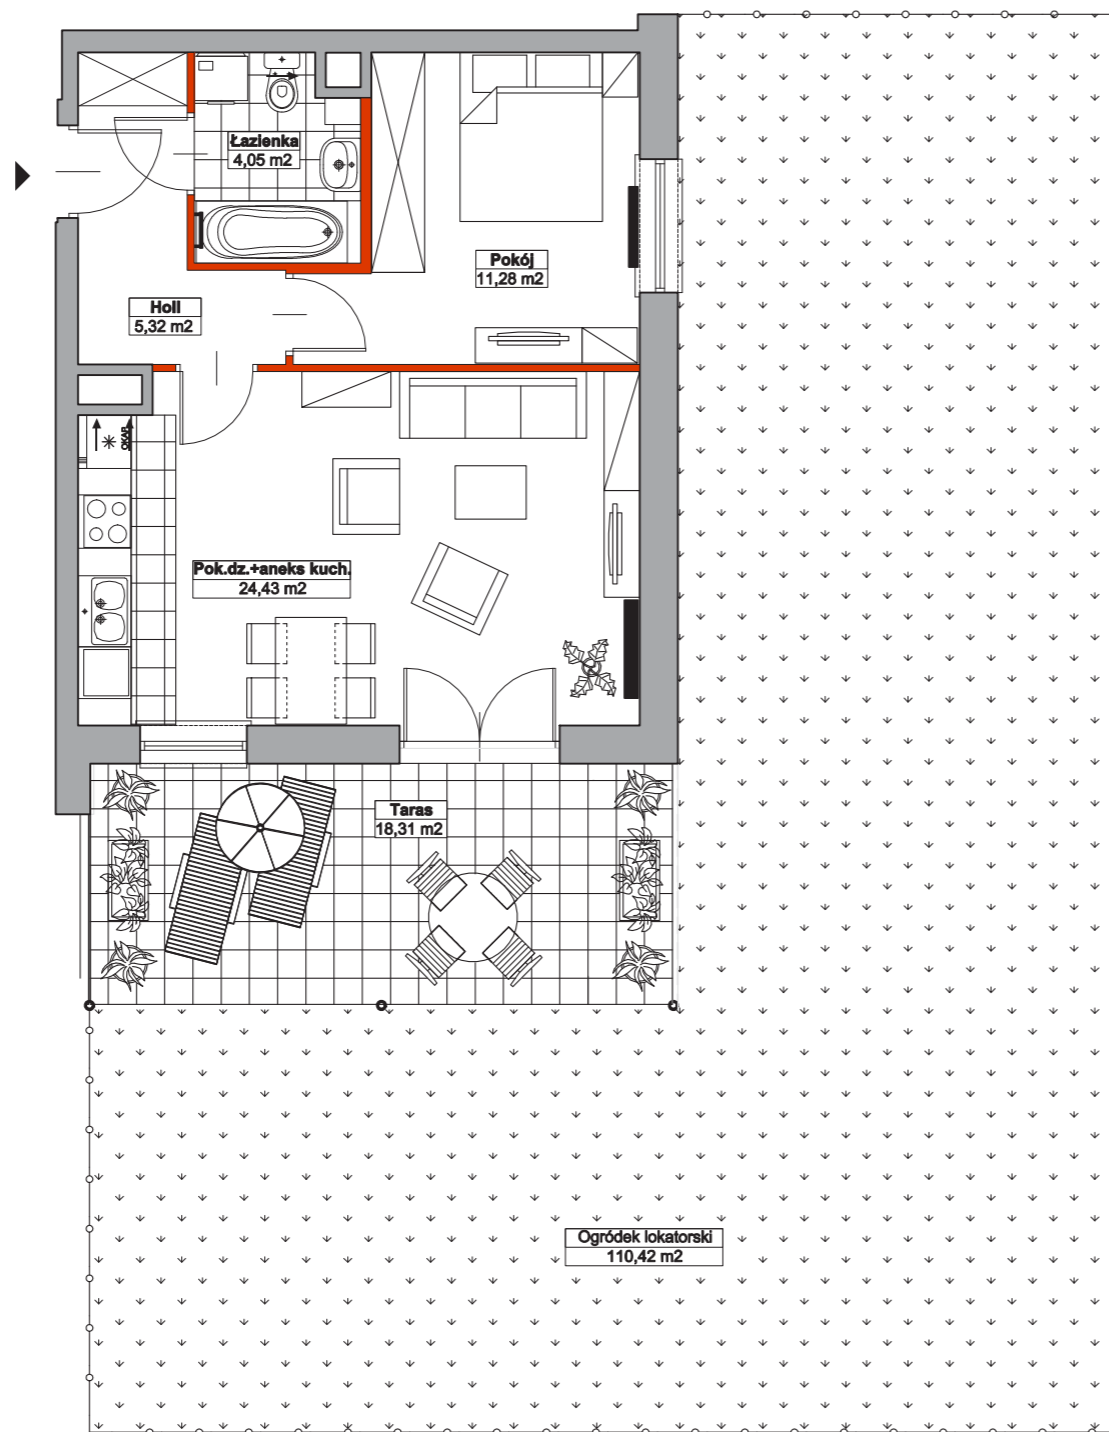 Łazienka
4,05 m2
Pokój
11,28 m2
Holl
5,32 m2
OKAP
Pok.dz.+aneks kuch.
24,43 m2
Taras
18,31 m2
Ogródek lokatorski
110,42 m2